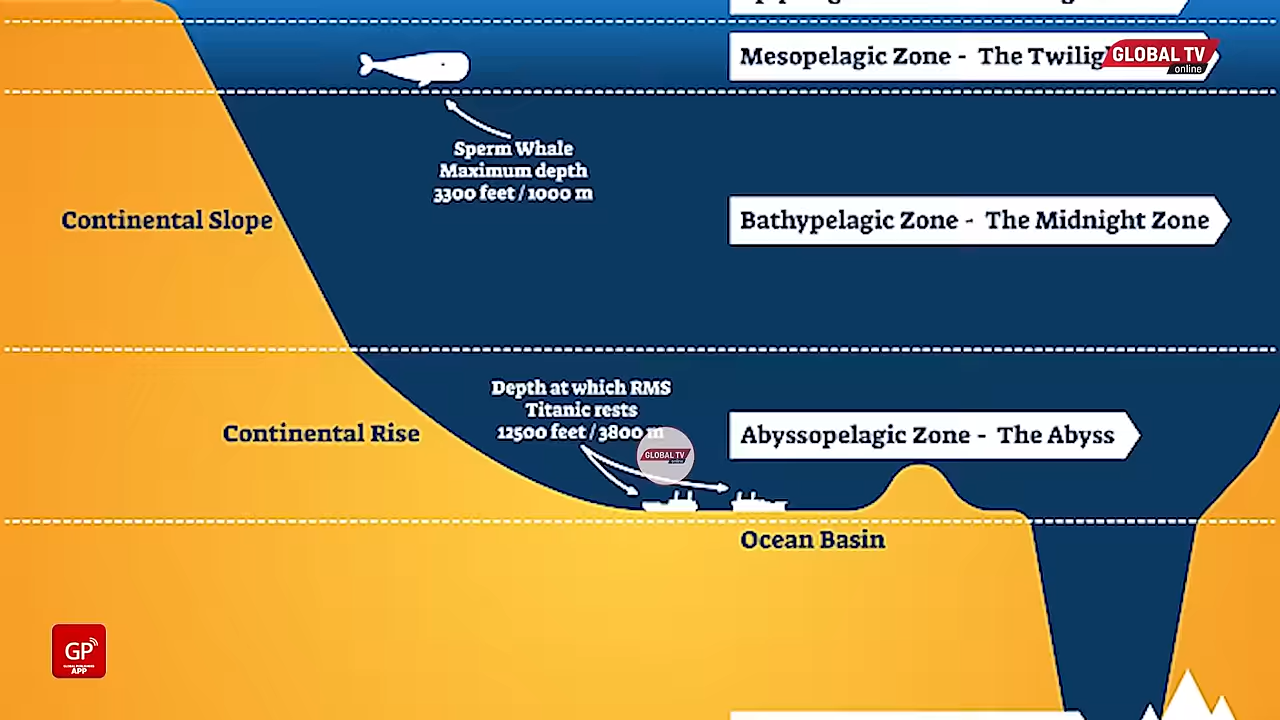 Mesopelagic Zone - The
GLOBAL TV
online
Sperm Whale
Maximum depth
3300 feet / 1000 m
Continental Slope
Bathypelagic Zone - The Midnight Zone
Depth at which RMS
Titanic rests
12500 feet / 3800 m
Continental Rise
GLOBAL TV
online
Abyssopelagic Zone - The Abyss
Ocean Basin
GP
APP